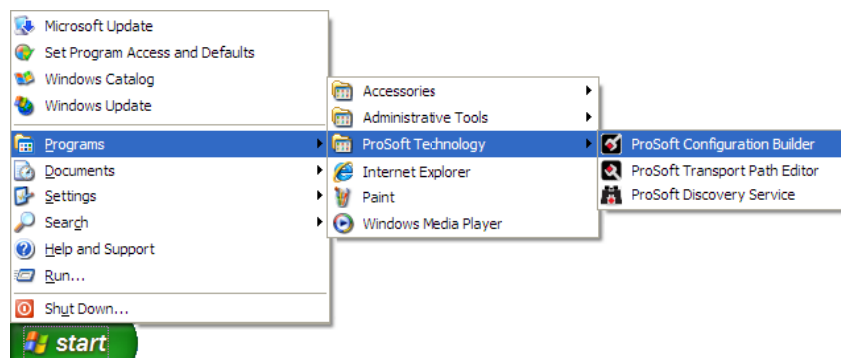 Microsoft Update
Set Program Access and Defaults
Windows Catalog
Windows Update
Programs
Documents
Settings
Search
Help and Support
Run...
Shut Down...
start
Accessories
Administrative Tools
ProSoft Technology
Internet Explorer
Paint
Windows Media Player
ProSoft Configuration Builder
ProSoft Transport Path Editor
ProSoft Discovery Service